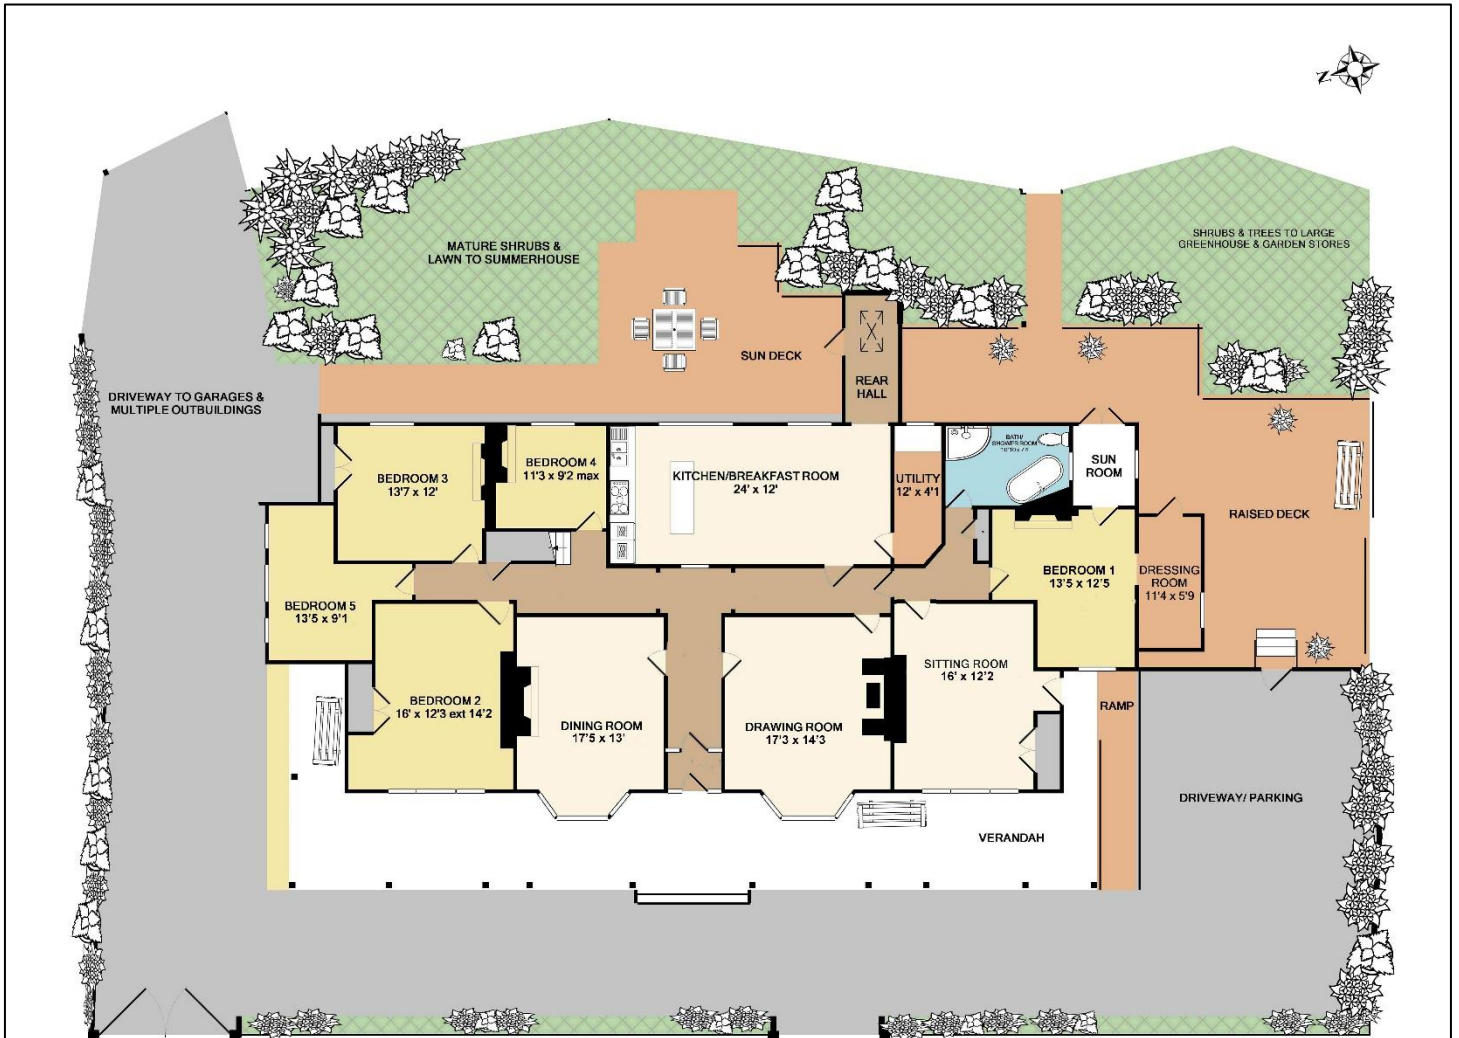 N
MATURE SHRUBS &
LAWN TO SUMMERHOUSE
SHRUBS & TREES TO LARGE
GREENHOUSE & GARDEN STORES
SUN DECK
REAR
HALL
DRIVEWAY TO GARAGES &
MULTIPLE OUTBUILDINGS
BEDROOM 3
13'7 x 12'
BEDROOM 4
11'3 x 9'2 max
KITCHEN/BREAKFAST ROOM
24' x 12'
UTILITY
12' x 4'1
BATH/
SHOWER ROOM
SUN
ROOM
RAISED DECK
BEDROOM 1
13'5 x 12'5
DRESSING
ROOM
11'4 x 5'9
BEDROOM 5
13'5 x 9'1
BEDROOM 2
16' x 12'3 ext 14'2
DINING ROOM
17'5 x 13'
DRAWING ROOM
17'3 x 14'3
SITTING ROOM
16' x 12'2
RAMP
DRIVEWAY/ PARKING
VERANDAH